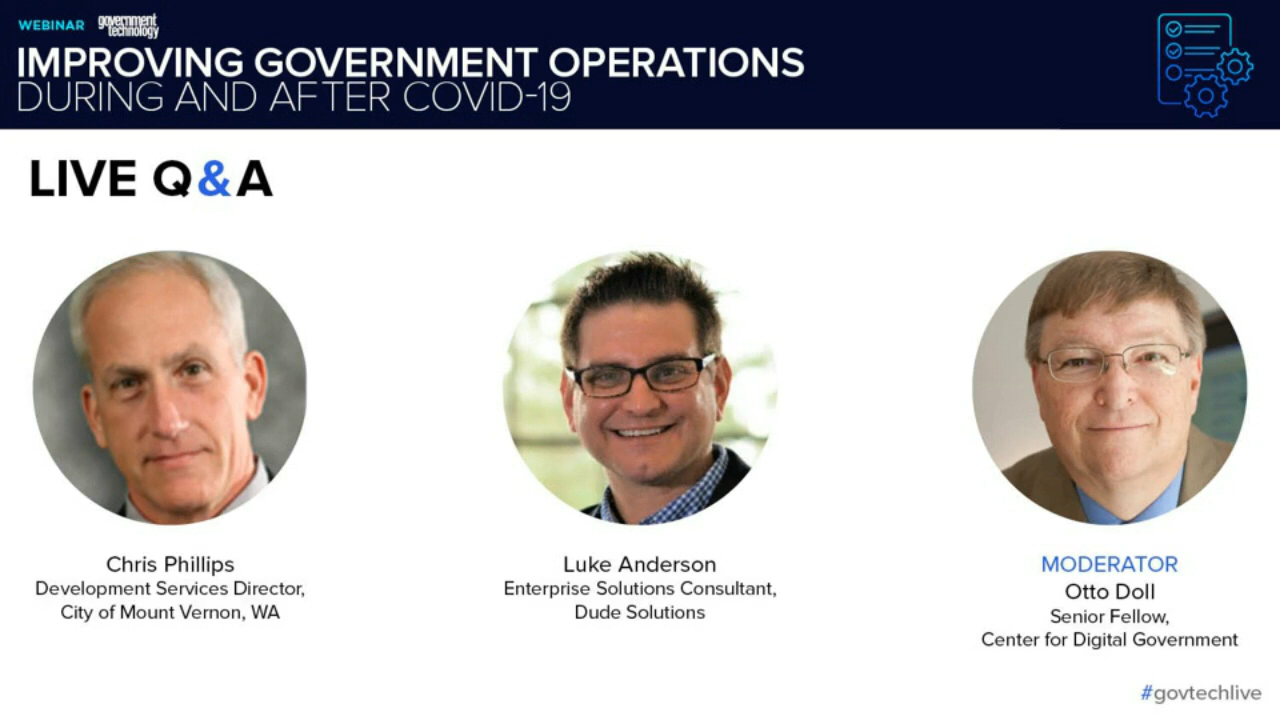 WEBINAR government technology
IMPROVING GOVERNMENT OPERATIONS
DURING AND AFTER COVID-19
LIVE Q&A
Chris Phillips
Development Services Director,
City of Mount Vernon, WA
Luke Anderson
Enterprise Solutions Consultant,
Dude Solutions
MODERATOR
Otto Doll
Senior Fellow,
Center for Digital Government
#govtechlive